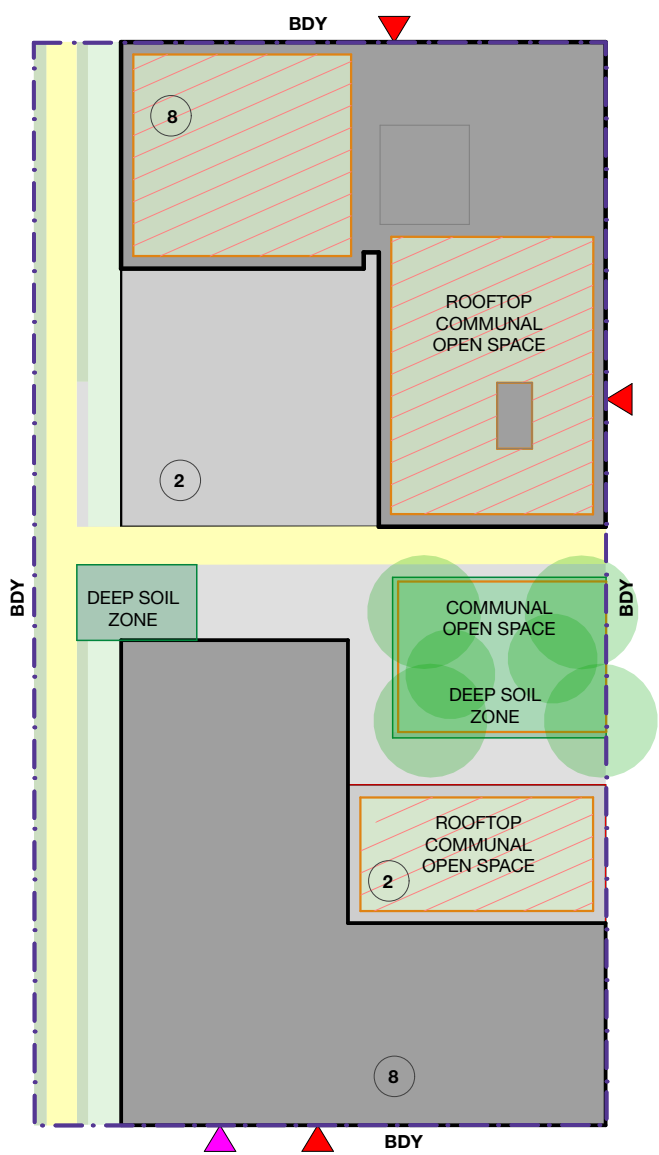 BDY
8
ROOFTOP
COMMUNAL
OPEN SPACE
2
BDY
DEEP SOIL
ZONE
COMMUNAL
OPEN SPACE
BDY
DEEP SOIL
ZONE
ROOFTOP
COMMUNAL
OPEN SPACE
2
8
BDY